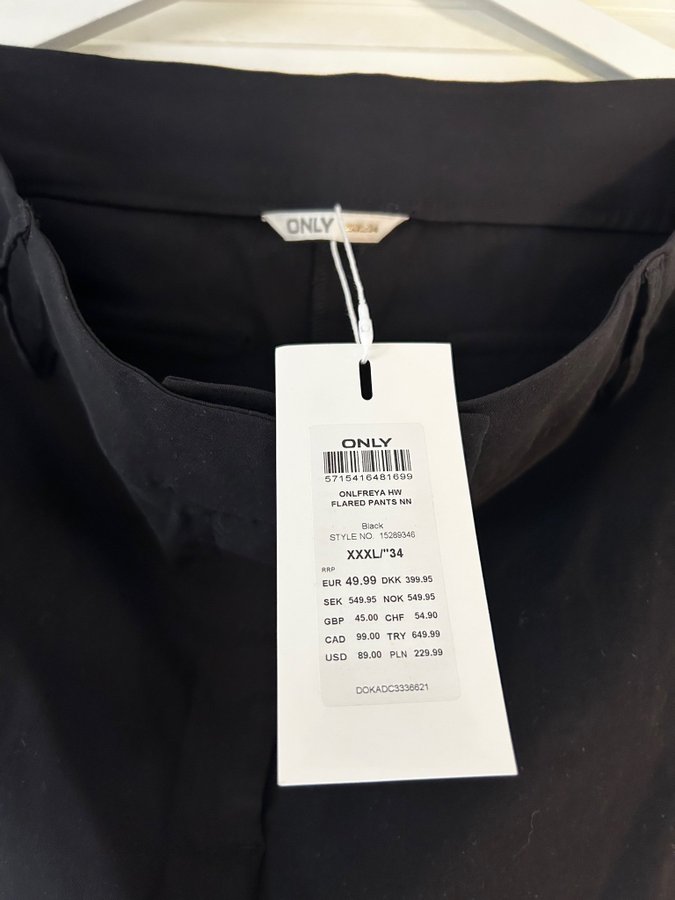 ONLY
ONLY
5715416481699
ONLFREYA HW
FLARED PANTS NN
Black
STYLE NO. 15289346
XXXL/"34
RRP
EUR 49.99 DKK 399.95
SEK 549.95 NOK 549.95
GBP 45.00 CHF 54.90
CAD 99.00 TRY 649.99
USD 89.00 PLN 229.99
DOKADC3336621